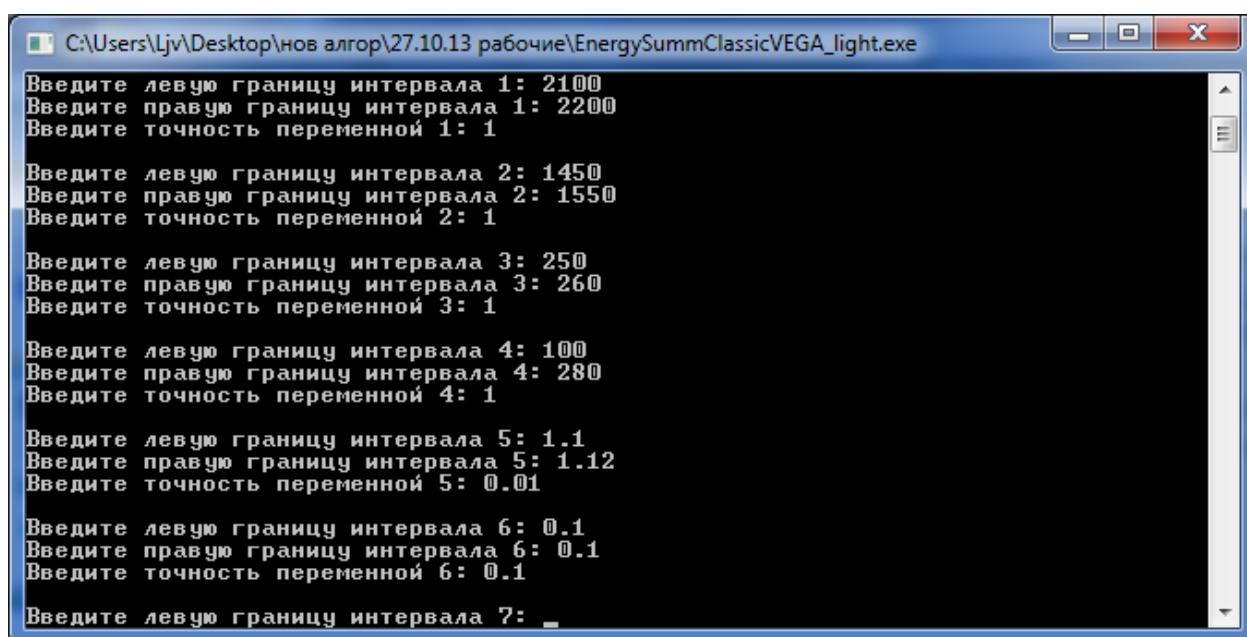 C:\Users\Ljv\Desktop\нов алгор\27.10.13 рабочие\EnergySummClassicVEGA_light.exe
Введите левую границу интервала 1: 2100
Введите правую границу интервала 1: 2200
Введите точность переменной 1: 1
Введите левую границу интервала 2: 1450
Введите правую границу интервала 2: 1550
Введите точность переменной 2: 1
Введите левую границу интервала 3: 250
Введите правую границу интервала 3: 260
Введите точность переменной 3: 1
Введите левую границу интервала 4: 100
Введите правую границу интервала 4: 280
Введите точность переменной 4: 1
Введите левую границу интервала 5: 1.1
Введите правую границу интервала 5: 1.12
Введите точность переменной 5: 0.01
Введите левую границу интервала 6: 0.1
Введите правую границу интервала 6: 0.1
Введите точность переменной 6: 0.1
Введите левую границу интервала 7: _